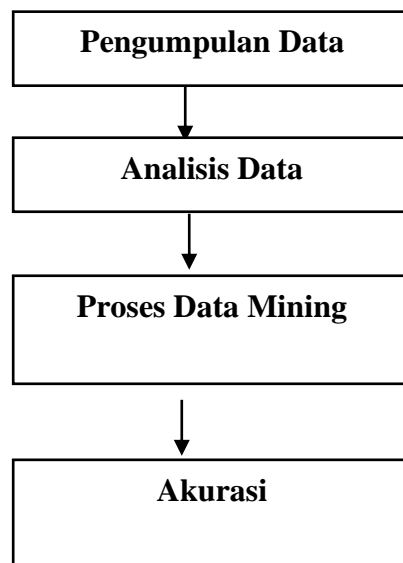 Pengumpulan Data
Analisis Data
Proses Data Mining
Akurasi